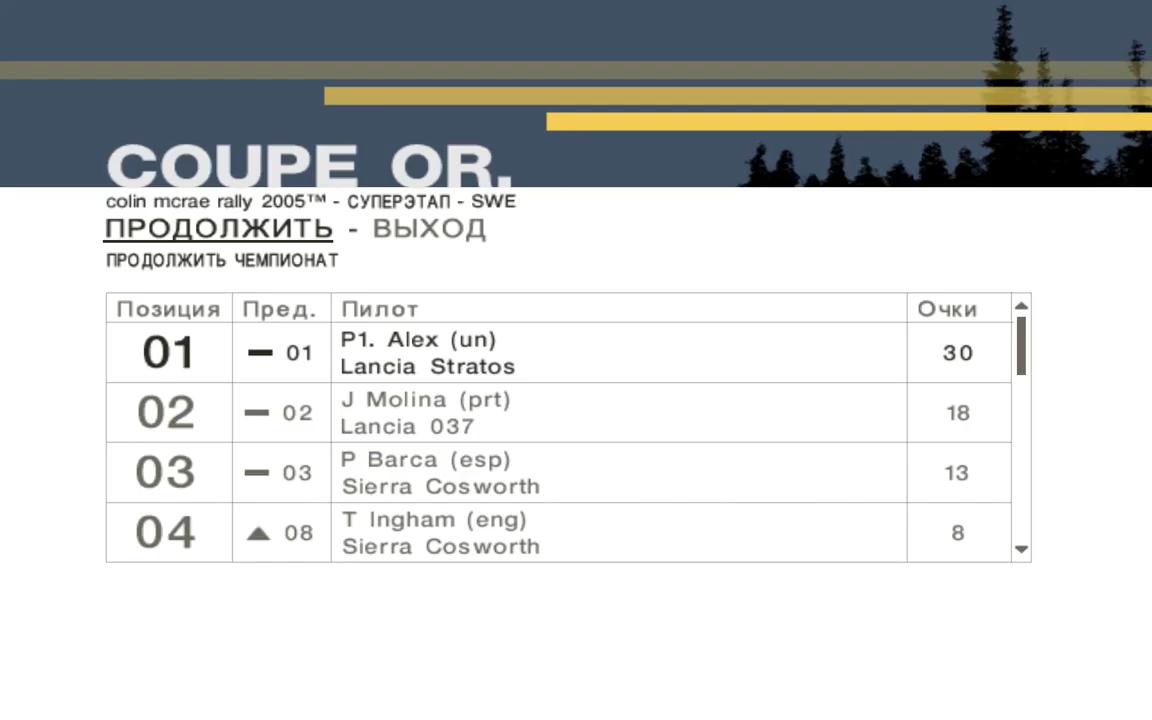 COUPE OR.
colin mcrae rally 2005™ - СУПЕРЭТАП - SWE
ПРОДОЛЖИТЬ - ВЫХОД
ПРОДОЛЖИТЬ ЧЕМПИОНАТ
Позиция Пред. Пилот Очки
01 01 P1. Alex (un) 30
Lancia Stratos
02 02 J Molina (prt) 18
Lancia 037
03 03 P Barca (esp) 13
Sierra Cosworth
04 08 T Ingham (eng) 8
Sierra Cosworth